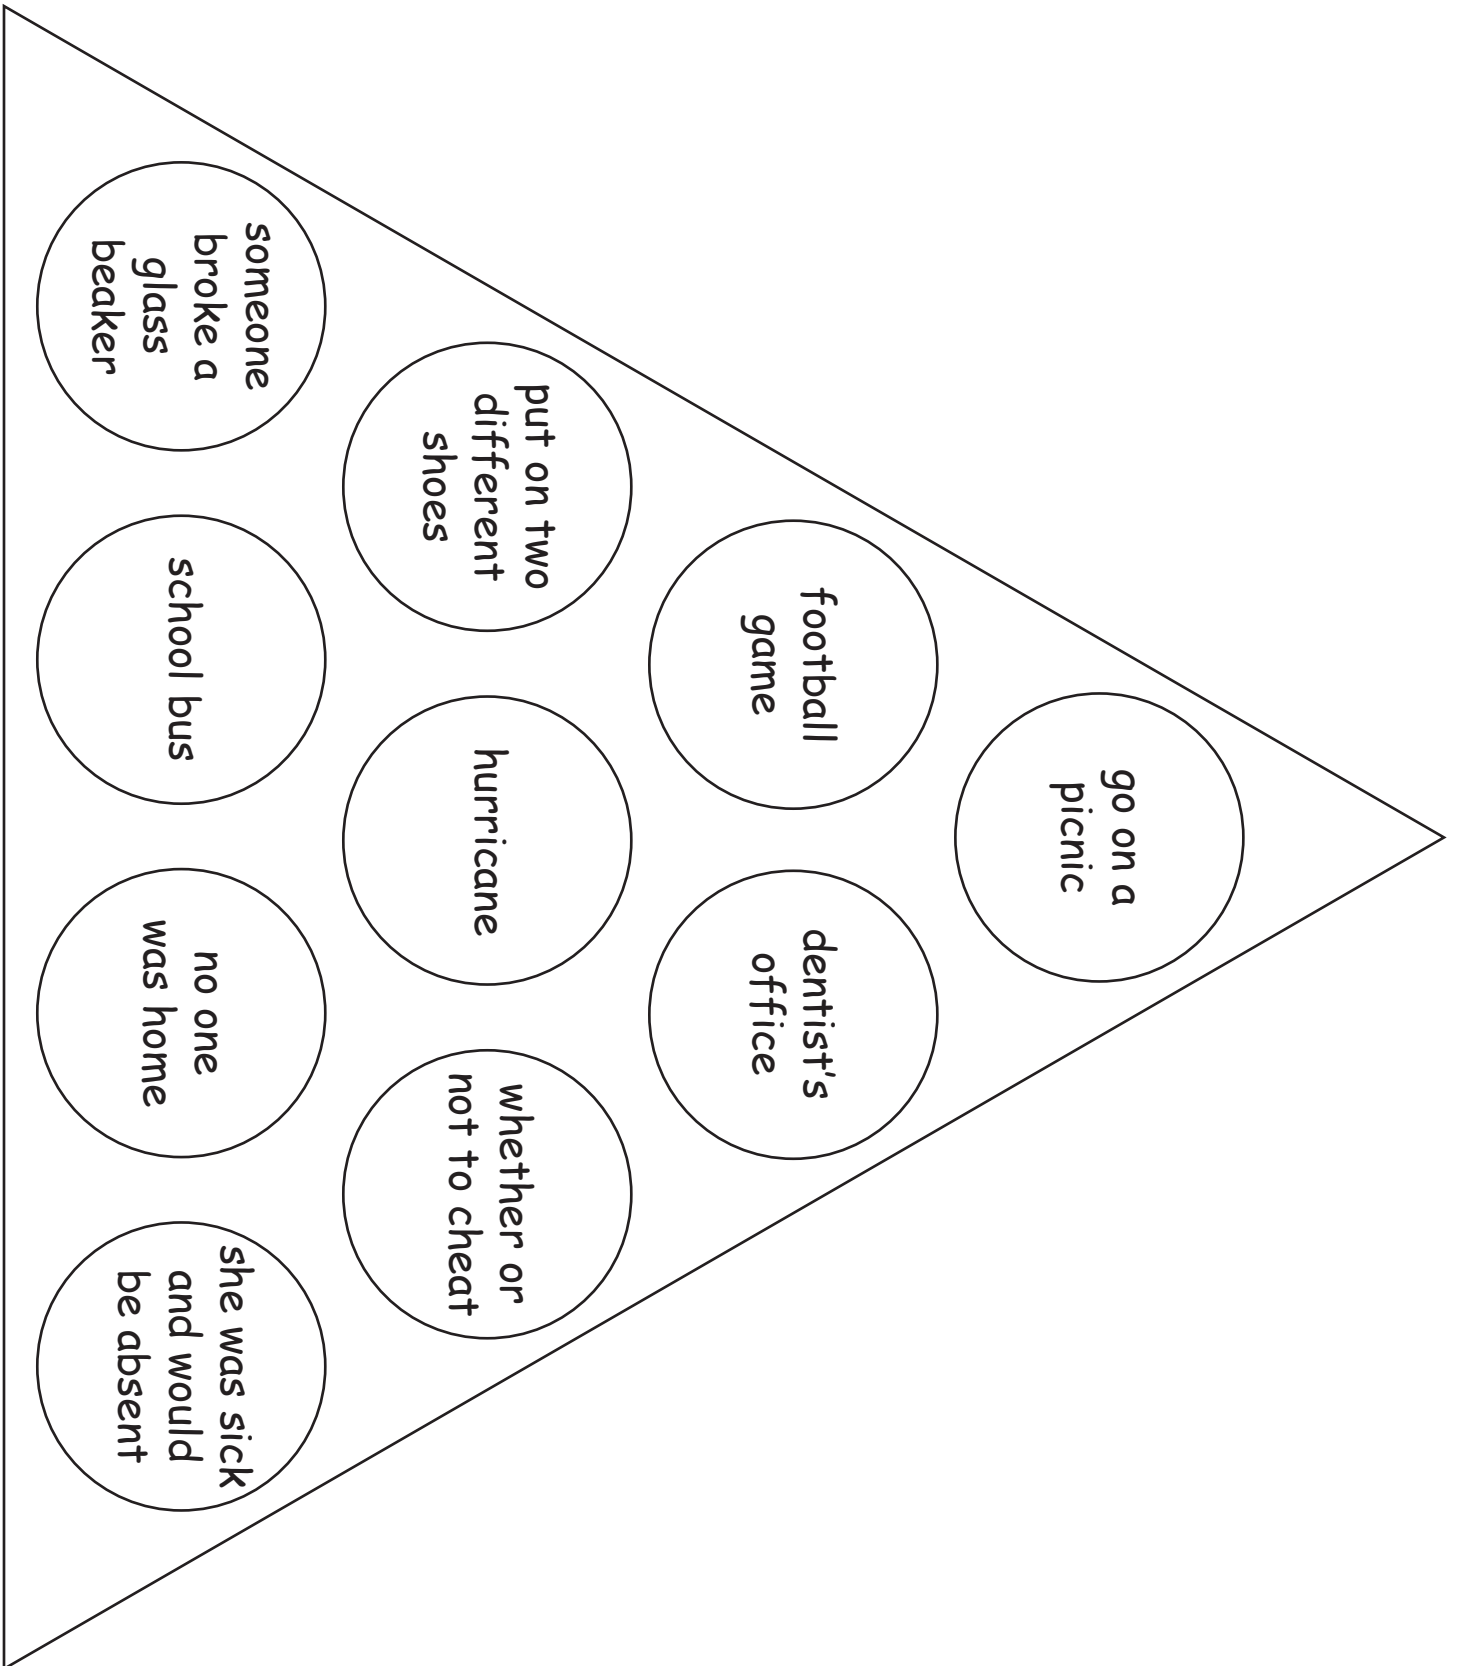 go on a
picnic
football
game
dentist's
office
put on two
different
shoes
hurricane
whether or
not to cheat
someone
broke a
glass
beaker
school bus
no one
was home
she was sick
and would
be absent